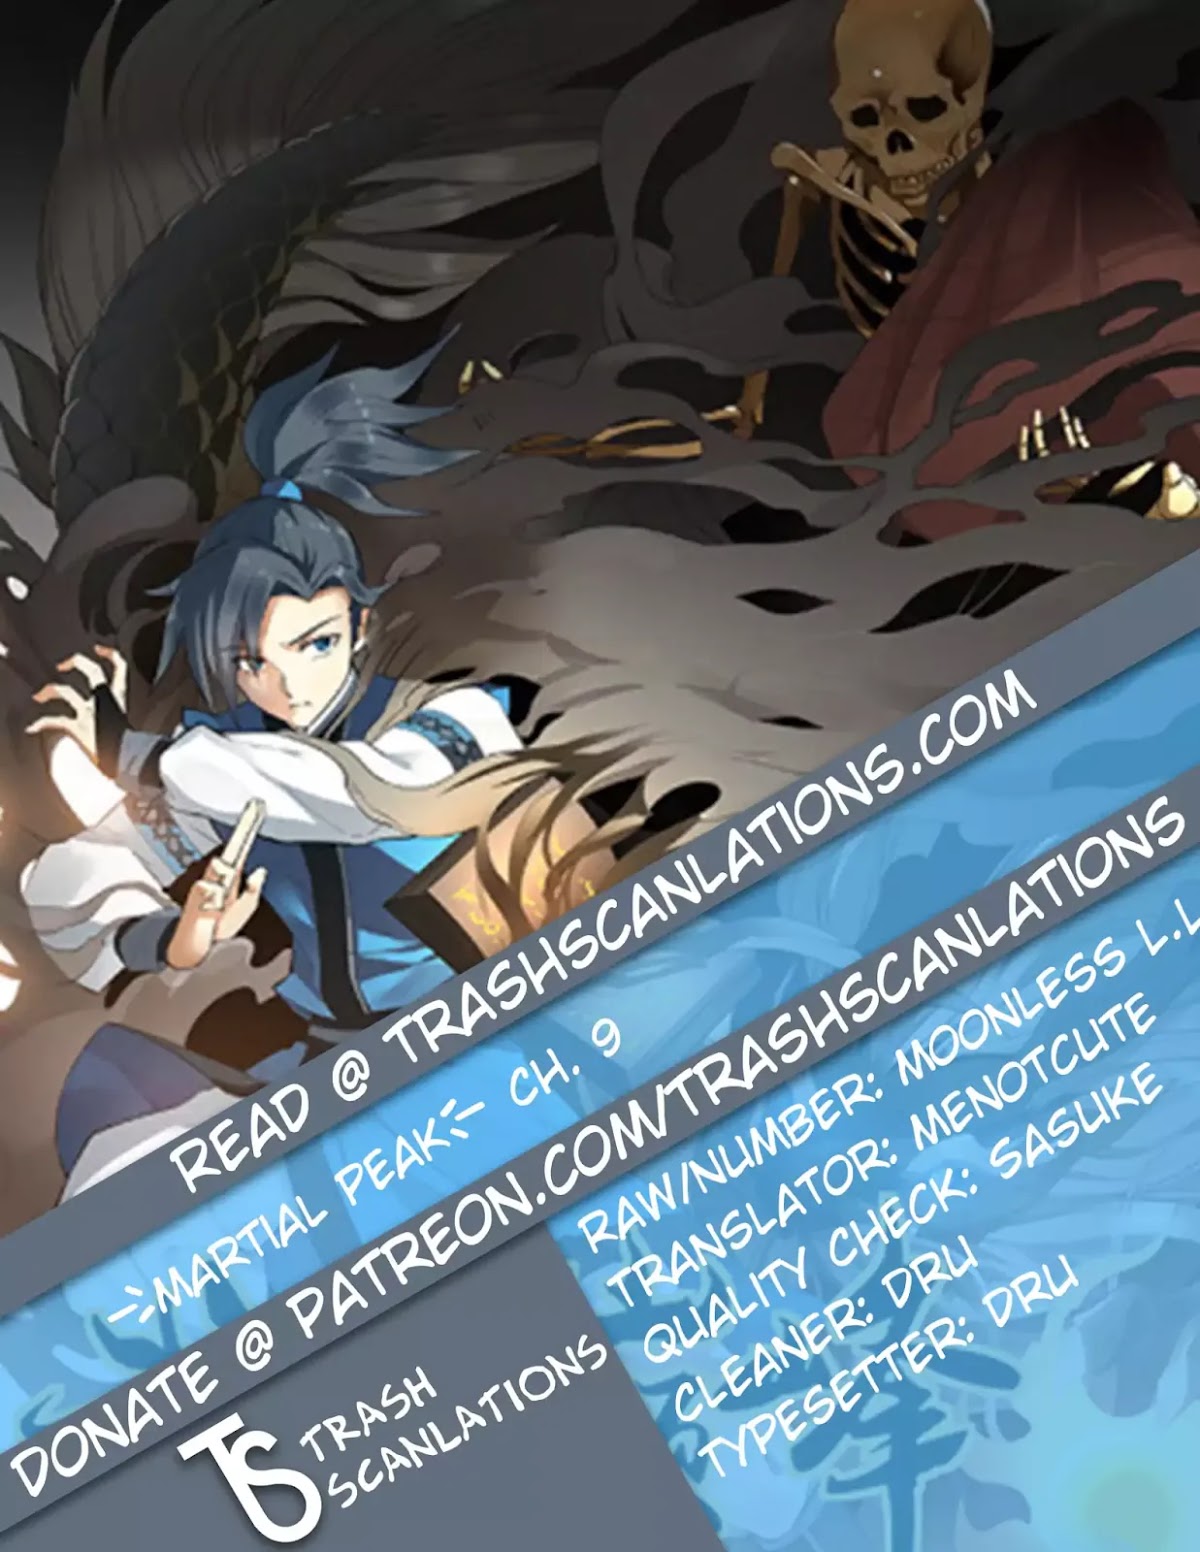 READ @ TRASHSCANLATIONS.COM
MARTIAL PEAK CH. 9
DONATE @ PATREON.COM/TRASHSCANLATIONS
RAW/NUMBER: MOONLESS L.L
TRANSLATOR: MENOTCUTE
QUALITY CHECK: SASUKE
CLEANER: DRU
TYPESETTER: DRU
TS TRASH
SCANLATIONS